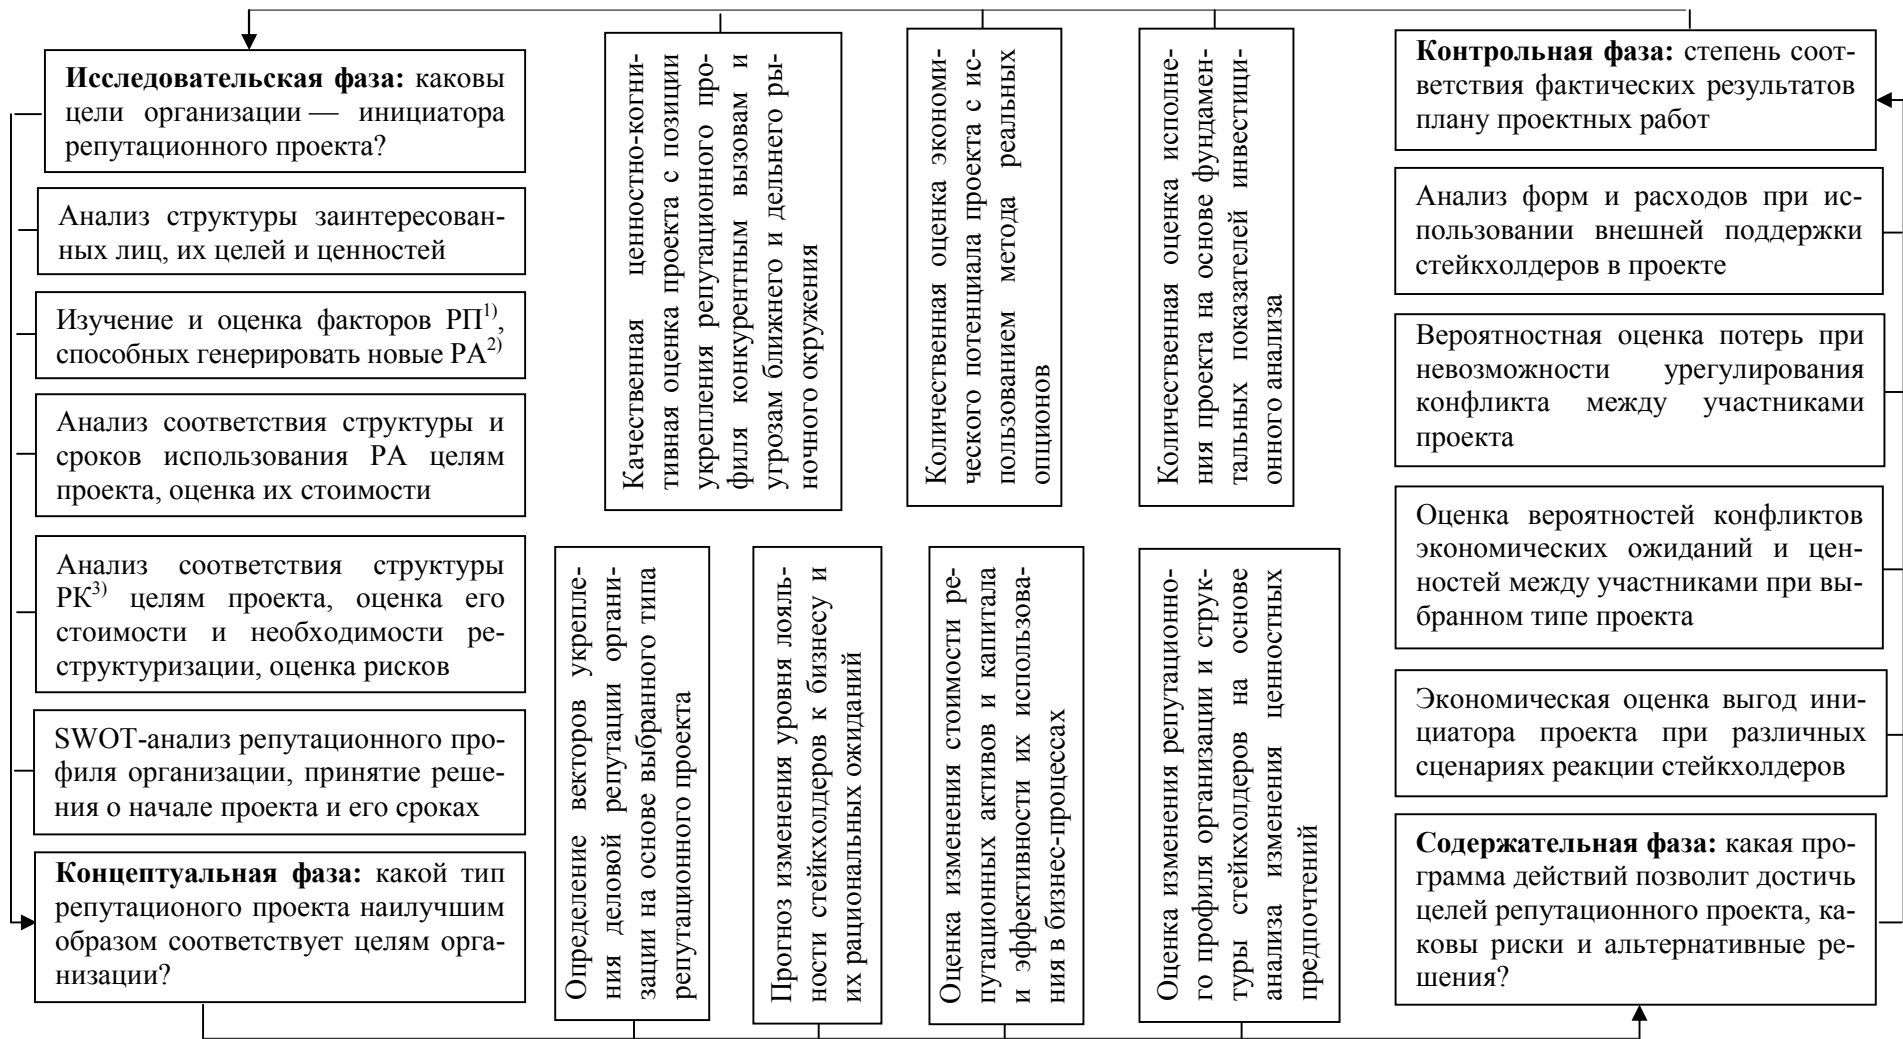 Исследовательская фаза: каковы
цели организации — инициатора
репутационного проекта?
Анализ структуры заинтересован-
ных лиц, их целей и ценностей
Изучение и оценка факторов РП1),
способных генерировать новые РА2)
Анализ соответствия структуры и
сроков использования РА целям
проекта, оценка их стоимости
Анализ соответствия структуры
РК3) целям проекта, оценка его
стоимости и необходимости ре-
структуризации, оценка рисков
SWOT-анализ репутационного про-
филя организации, принятие реше-
ния о начале проекта и его сроках
Концептуальная фаза: какой тип
репутационого проекта наилучшим
образом соответствует целям орга-
низации?
Качественная ценностно-когни-
тивная оценка проекта с позиции
укрепления репутационного про-
филя конкурентным вызовам и
угрозам ближнего и дельнего ры-
ночного окружения
Количественная оценка экономи-
ческого потенциала проекта с ис-
пользованием метода реальных
опционов
Количественная оценка исполне-
ния проекта на основе фундамен-
тальных показателей инвестици-
онного анализа
Определение векторов укрепле-
ния деловой репутации органи-
зации на основе выбранного типа
репутационного проекта
Прогноз изменения уровня лояль-
ности стейкхолдеров к бизнесу и
их рациональных ожиданий
Оценка изменения стоимости ре-
путационных активов и капитала
и эффективности их использова-
ния в бизнес-процессах
Оценка изменения репутационно-
го профиля организации и струк-
туры стейкхолдеров на основе
анализа изменения ценностных
предпочтений
Контрольная фаза: степень соот-
ветствия фактических результатов
плану проектных работ
Анализ форм и расходов при ис-
пользовании внешней поддержки
стейкхолдеров в проекте
Вероятностная оценка потерь при
невозможности урегулирования
конфликта между участниками
проекта
Оценка вероятностей конфликтов
экономических ожиданий и цен-
ностей между участниками при вы-
бранном типе проекта
Экономическая оценка выгод ини-
циатора проекта при различных
сценариях реакции стейкхолдеров
Содержательная фаза: какая про-
грамма действий позволит достичь
целей репутационного проекта, ка-
ковы риски и альтернативные ре-
шения?